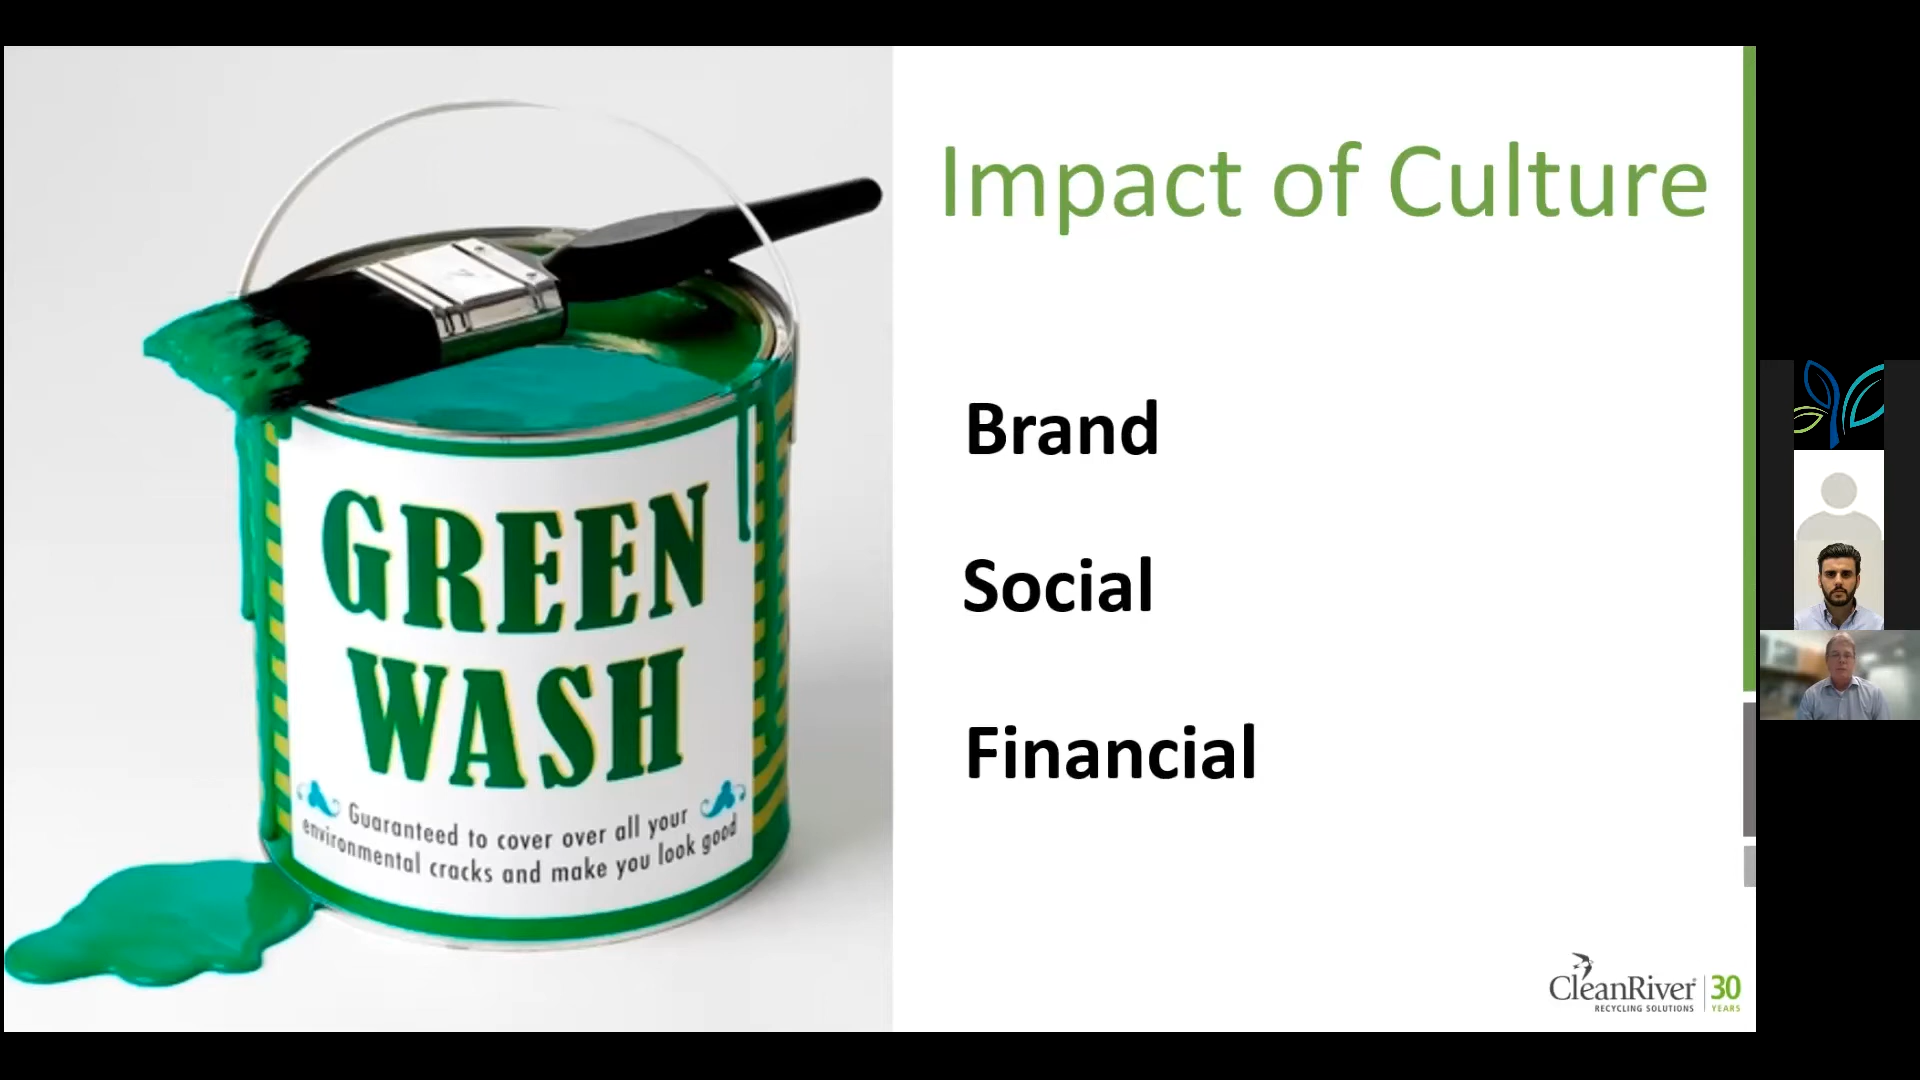 GREEN
WASH
Guaranteed to cover over all your
environmental cracks and make you look good
Impact of Culture
Brand
Social
Financial
CleanRiver
RECYCLING SOLUTIONS
30
YEARS